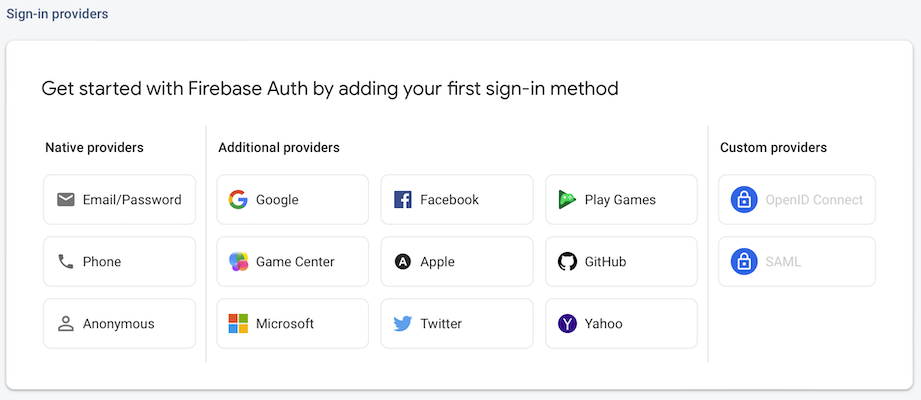 Sign-in providers
Get started with Firebase Auth by adding your first sign-in method
Native providers
Email/Password
Phone
Anonymous
Additional providers
Google
Facebook
Play Games
Game Center
Apple
GitHub
Microsoft
Twitter
Yahoo
Custom providers
OpenID Connect
SAML